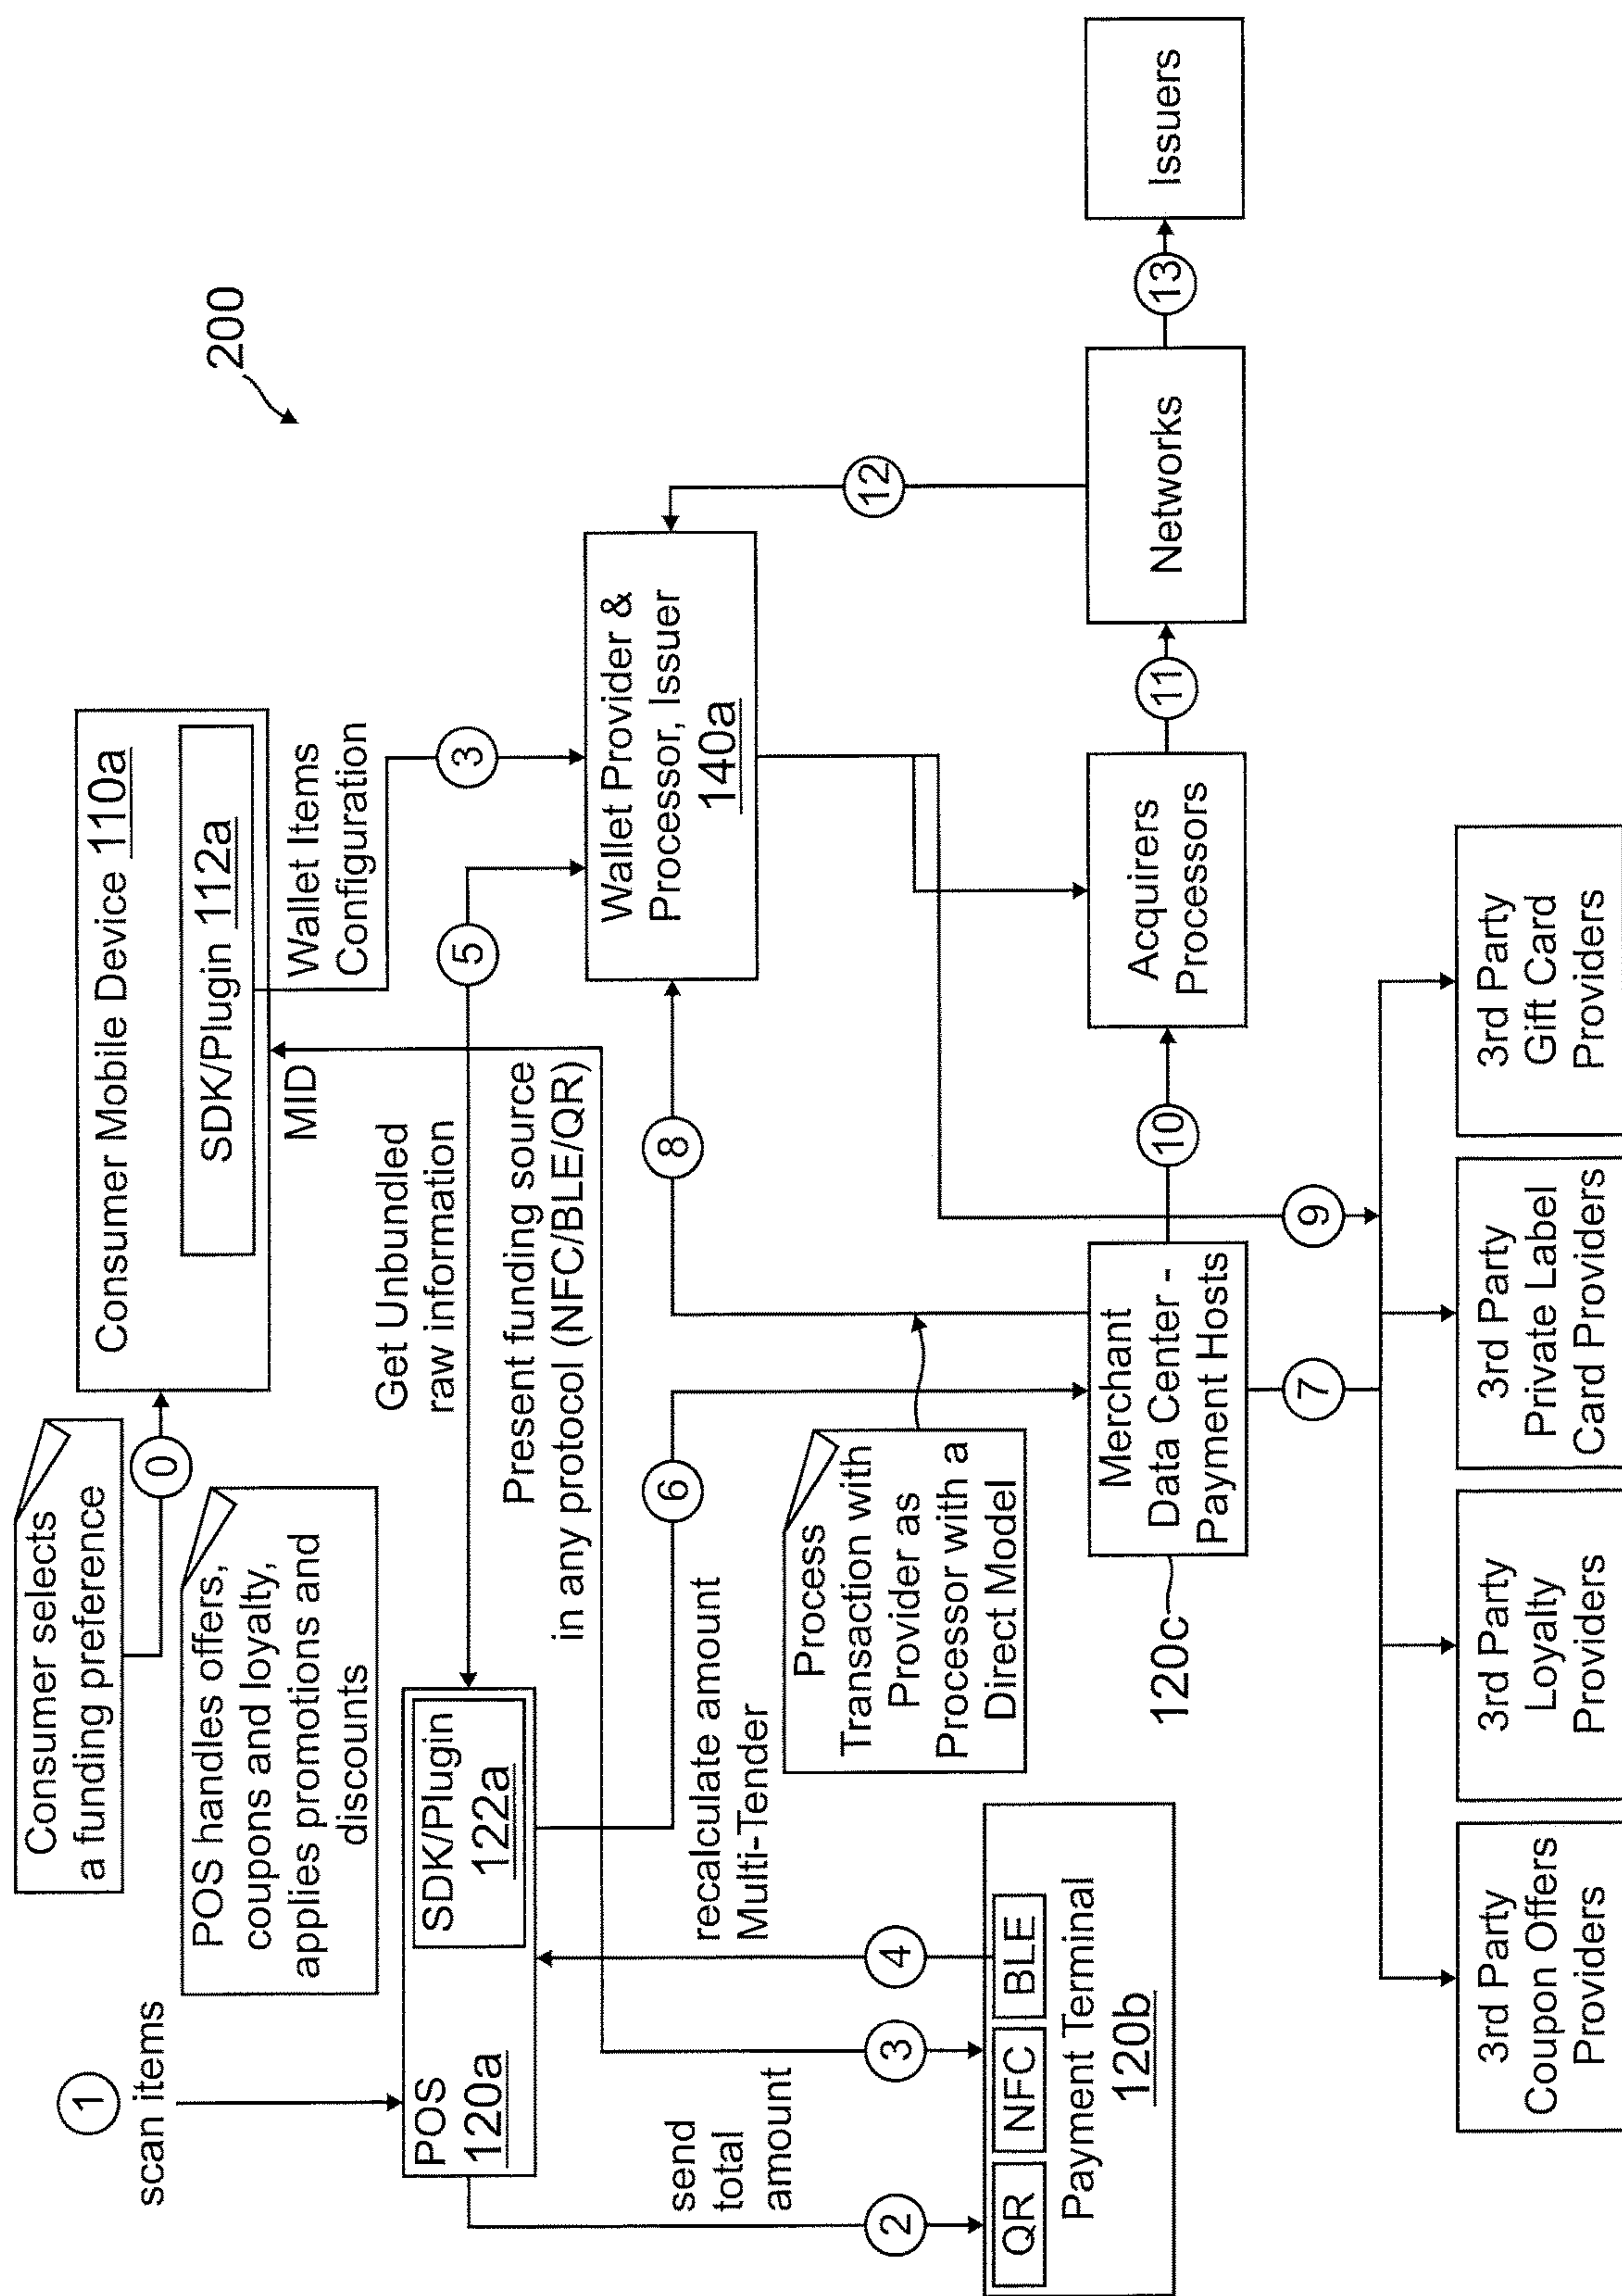 200
1
scan items
Consumer selects
a funding preference
0
POS handles offers,
coupons and loyalty,
applies promotions and
discounts
Consumer Mobile Device 110a
SDK/Plugin 112a
MID
Wallet Items
Configuration
3
POS
120a
SDK/Plugin
122a
Get Unbundled
raw information
5
Present funding source
in any protocol (NFC/BLE/QR)
Wallet Provider &
Processor, Issuer
140a
send
total
amount
2
3
4
recalculate amount
Multi-Tender
6
8
12
Process
Transaction with
Provider as
Processor with a
Direct Model
QR
NFC
BLE
Payment Terminal
120b
120c
Merchant
Data Center -
Payment Hosts
10
Acquirers
Processors
11
Networks
13
Issuers
7
9
3rd Party
Coupon Offers
Providers
3rd Party
Loyalty
Providers
3rd Party
Private Label
Card Providers
3rd Party
Gift Card
Providers